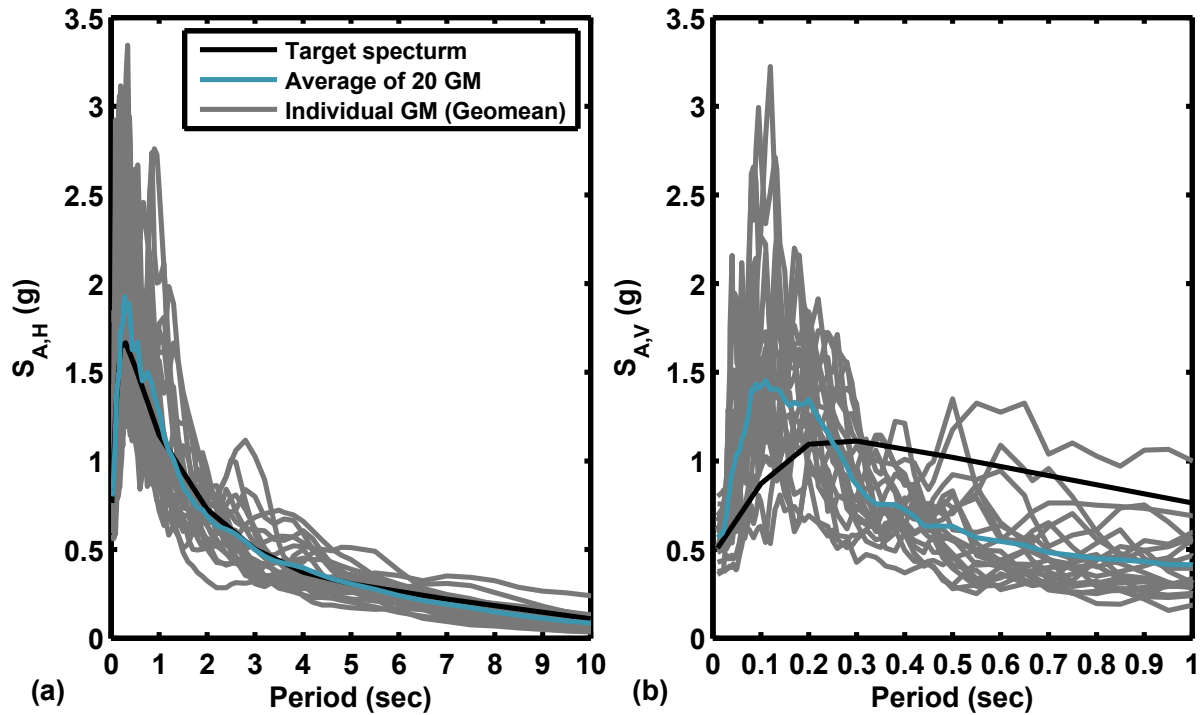 3.5
3
2.5
2
1.5
1
0.5
0
S_A,H (g)
0 1 2 3 4 5 6 7 8 9 10
Period (sec)
(a)
Target specturm
Average of 20 GM
Individual GM (Geomean)
3.5
3
2.5
2
1.5
1
0.5
0
S_A,V (g)
0 0.1 0.2 0.3 0.4 0.5 0.6 0.7 0.8 0.9 1
Period (sec)
(b)